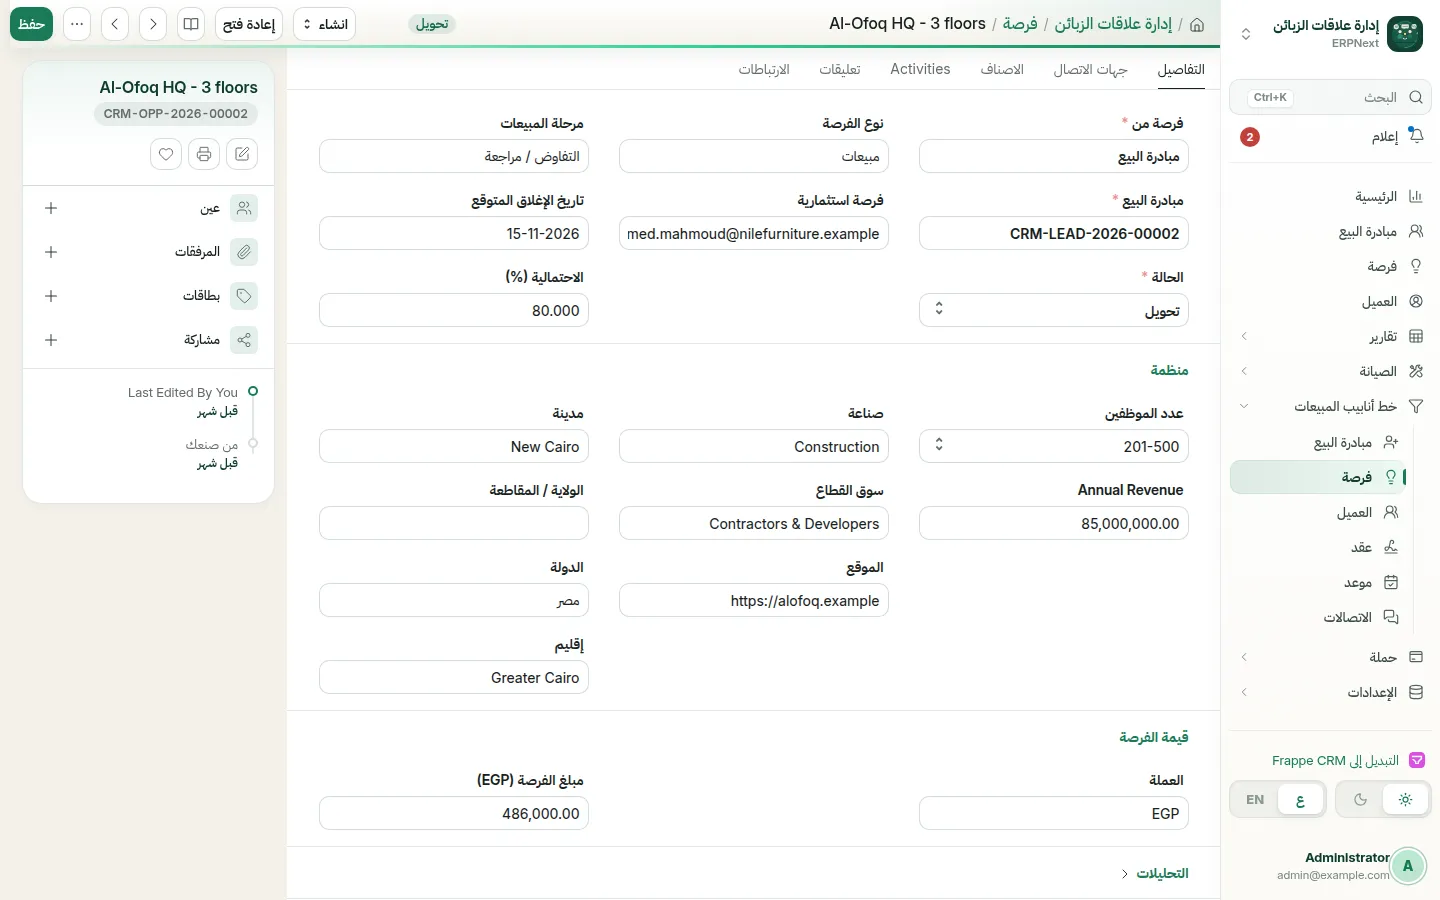 إدارة علاقات الزبائن
ERPNext
البحث
Ctrl+K
إعلام
2
الرئيسية
مبادرة البيع
فرصة
العميل
تقارير
الصيانة
خط أنابيب المبيعات
مبادرة البيع
فرصة
العميل
عقد
موعد
الاتصالات
حملة
الإعدادات
التبديل إلى Frappe CRM
ع
EN
Administrator
admin@example.com
A
إدارة علاقات الزبائن / فرصة / Al-Ofoq HQ - 3 floors
تحويل
انشاء
إعادة فتح
حفظ
التفاصيل
جهات الاتصال
الاصناف
Activities
تعليقات
الارتباطات
فرصة من *
مبادرة البيع
نوع الفرصة
مبيعات
مرحلة المبيعات
التفاوض / مراجعة
مبادرة البيع *
CRM-LEAD-2026-00002
فرصة استثمارية
med.mahmoud@nilefurniture.example
تاريخ الإغلاق المتوقع
15-11-2026
الحالة *
تحويل
الاحتمالية (%)
80.000
منظمة
عدد الموظفين
201-500
صناعة
Construction
مدينة
New Cairo
Annual Revenue
85,000,000.00
سوق القطاع
Contractors & Developers
الولاية / المقاطعة
الموقع
https://alofoq.example
الدولة
مصر
إقليم
Greater Cairo
قيمة الفرصة
العملة
EGP
مبلغ الفرصة (EGP)
486,000.00
التحليلات
Al-Ofoq HQ - 3 floors
CRM-OPP-2026-00002
عين
المرفقات
بطاقات
مشاركة
Last Edited By You
قبل شهر
من صنعك
قبل شهر